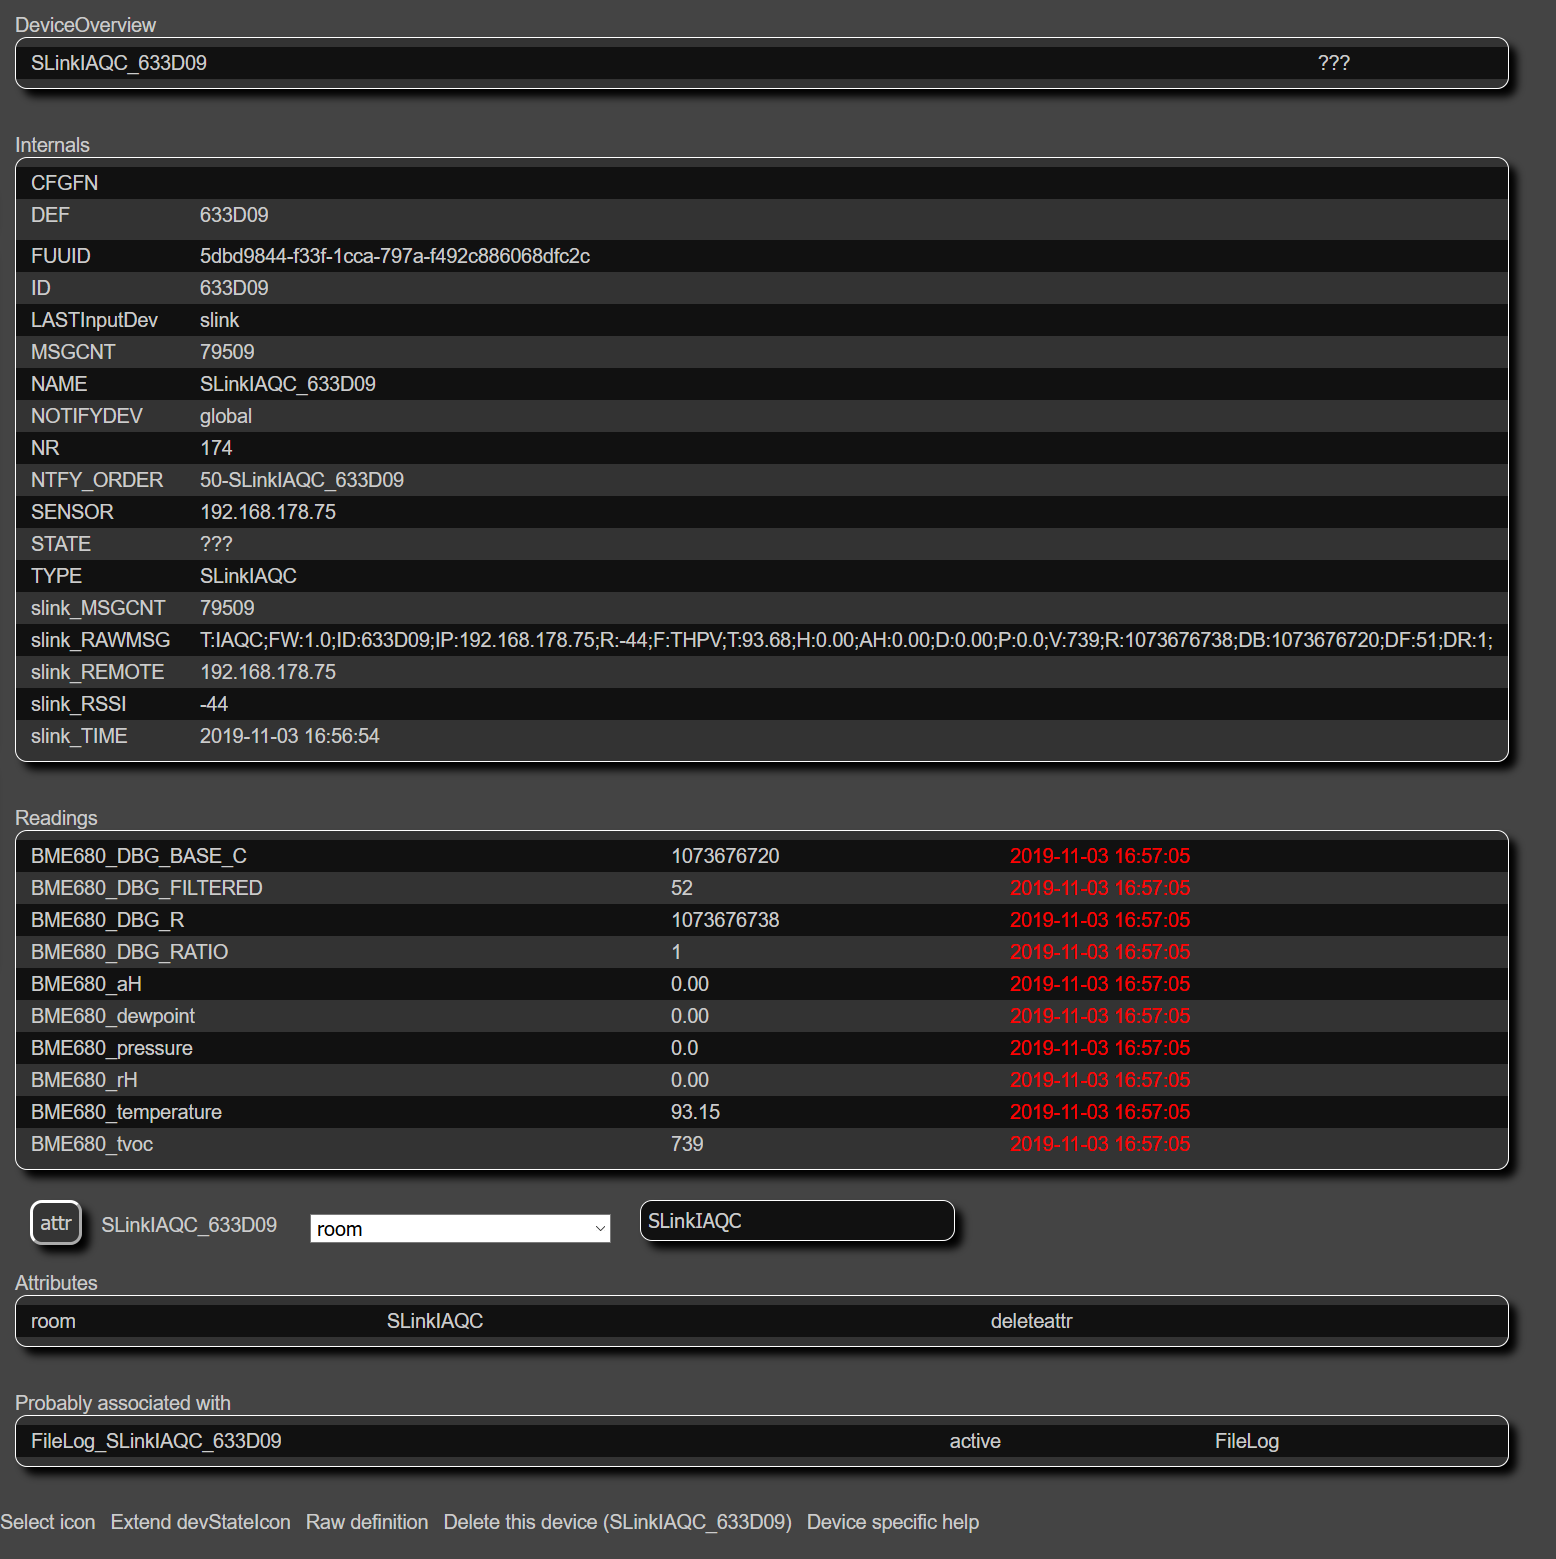 DeviceOverview
SLinkIAQC_633D09 ???
Internals
CFGFN
DEF 633D09
FUUID 5dbd9844-f33f-1cca-797a-f492c886068dfc2c
ID 633D09
LASTInputDev slink
MSGCNT 79509
NAME SLinkIAQC_633D09
NOTIFYDEV global
NR 174
NTFY_ORDER 50-SLinkIAQC_633D09
SENSOR 192.168.178.75
STATE ???
TYPE SLinkIAQC
slink_MSGCNT 79509
slink_RAWMSG T:IAQC;FW:1.0;ID:633D09;IP:192.168.178.75;R:-44;F:THPV;T:93.68;H:0.00;AH:0.00;D:0.00;P:0.0;V:739;R:1073676738;DB:1073676720;DF:51;DR:1;
slink_REMOTE 192.168.178.75
slink_RSSI -44
slink_TIME 2019-11-03 16:56:54
Readings
BME680_DBG_BASE_C 1073676720 2019-11-03 16:57:05
BME680_DBG_FILTERED 52 2019-11-03 16:57:05
BME680_DBG_R 1073676738 2019-11-03 16:57:05
BME680_DBG_RATIO 1 2019-11-03 16:57:05
BME680_aH 0.00 2019-11-03 16:57:05
BME680_dewpoint 0.00 2019-11-03 16:57:05
BME680_pressure 0.0 2019-11-03 16:57:05
BME680_rH 0.00 2019-11-03 16:57:05
BME680_temperature 93.15 2019-11-03 16:57:05
BME680_tvoc 739 2019-11-03 16:57:05
attr SLinkIAQC_633D09 room SLinkIAQC
Attributes
room SLinkIAQC deleteattr
Probably associated with
FileLog_SLinkIAQC_633D09 active FileLog
Select icon Extend devStateIcon Raw definition Delete this device (SLinkIAQC_633D09) Device specific help